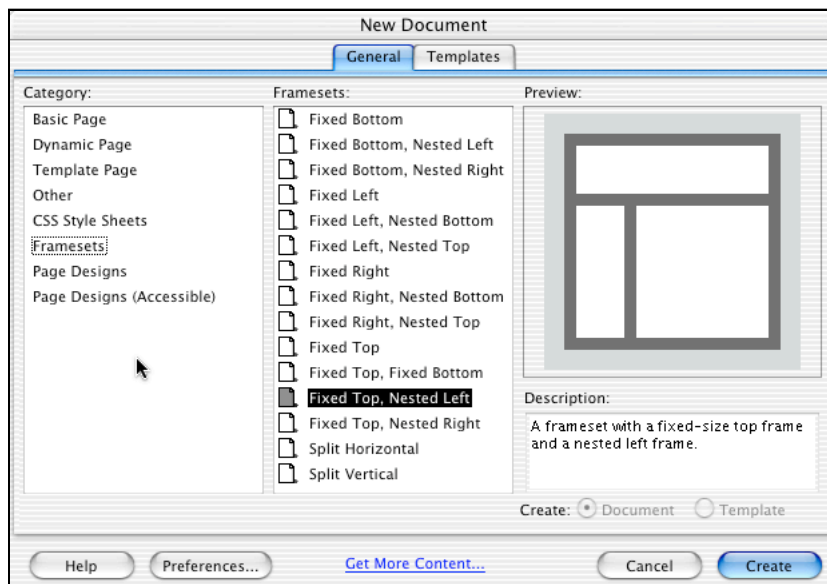 New Document
General
Templates
Category:
Basic Page
Dynamic Page
Template Page
Other
CSS Style Sheets
Framesets
Page Designs
Page Designs (Accessible)
Framesets:
Fixed Bottom
Fixed Bottom, Nested Left
Fixed Bottom, Nested Right
Fixed Left
Fixed Left, Nested Bottom
Fixed Left, Nested Top
Fixed Right
Fixed Right, Nested Bottom
Fixed Right, Nested Top
Fixed Top
Fixed Top, Fixed Bottom
Fixed Top, Nested Left
Fixed Top, Nested Right
Split Horizontal
Split Vertical
Preview:
Description:
A frameset with a fixed-size top frame
and a nested left frame.
Create: Document Template
Help
Preferences...
Get More Content...
Cancel
Create